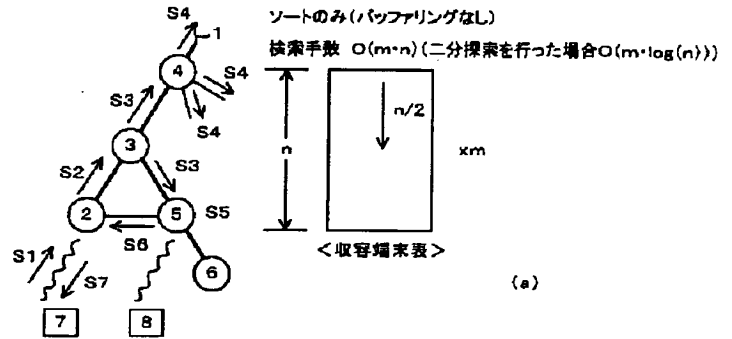 S4
1
ソートのみ(バッファリングなし)
検索手数 O(m・n)(二分探索を行った場合O(m・log(n)))
4
S4
S4
S3
n
n/2
xm
3
S2
S3
2
5
S5
S6
S1
S7
6
<収容端末表>
(a)
7
8